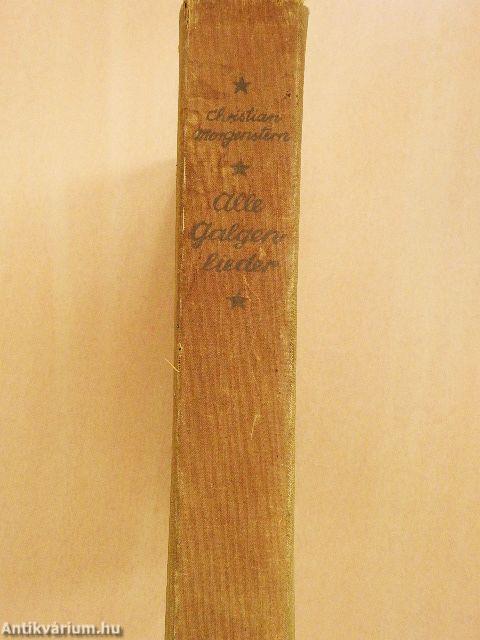 Christian
Morgenstern
Alle
Galgen-
lieder
Antikvárium.hu